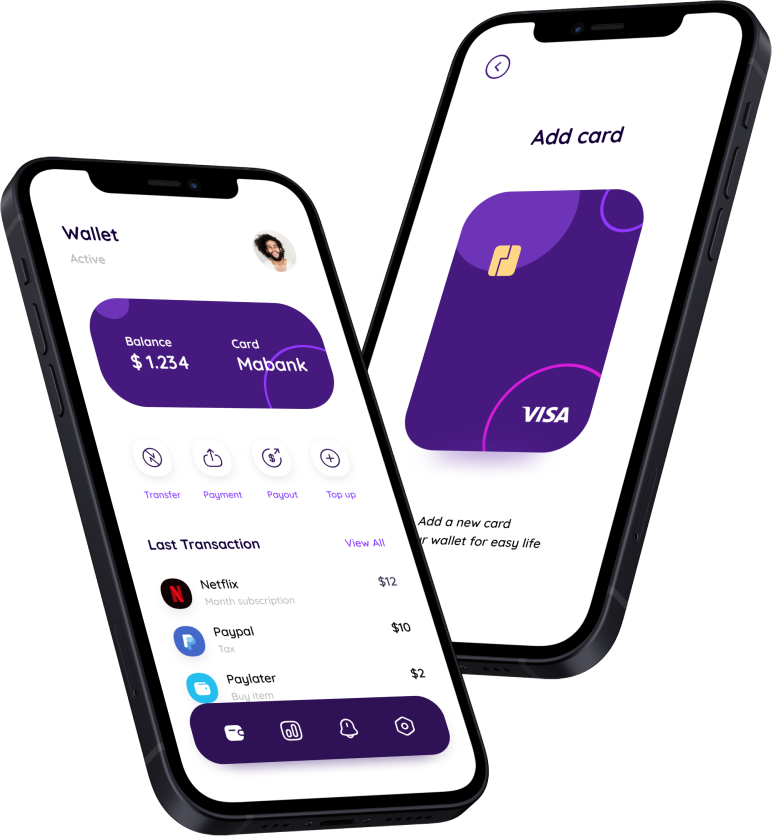 Wallet
Active
Balance
$ 1.234
Card
Mabank
Transfer
Payment
Payout
Top up
Last Transaction
View All
Netflix
$12
Month subscription
Paypal
$10
Tax
Paylater
$2
Buy item
Add card
VISA
Add a new card
wallet for easy life